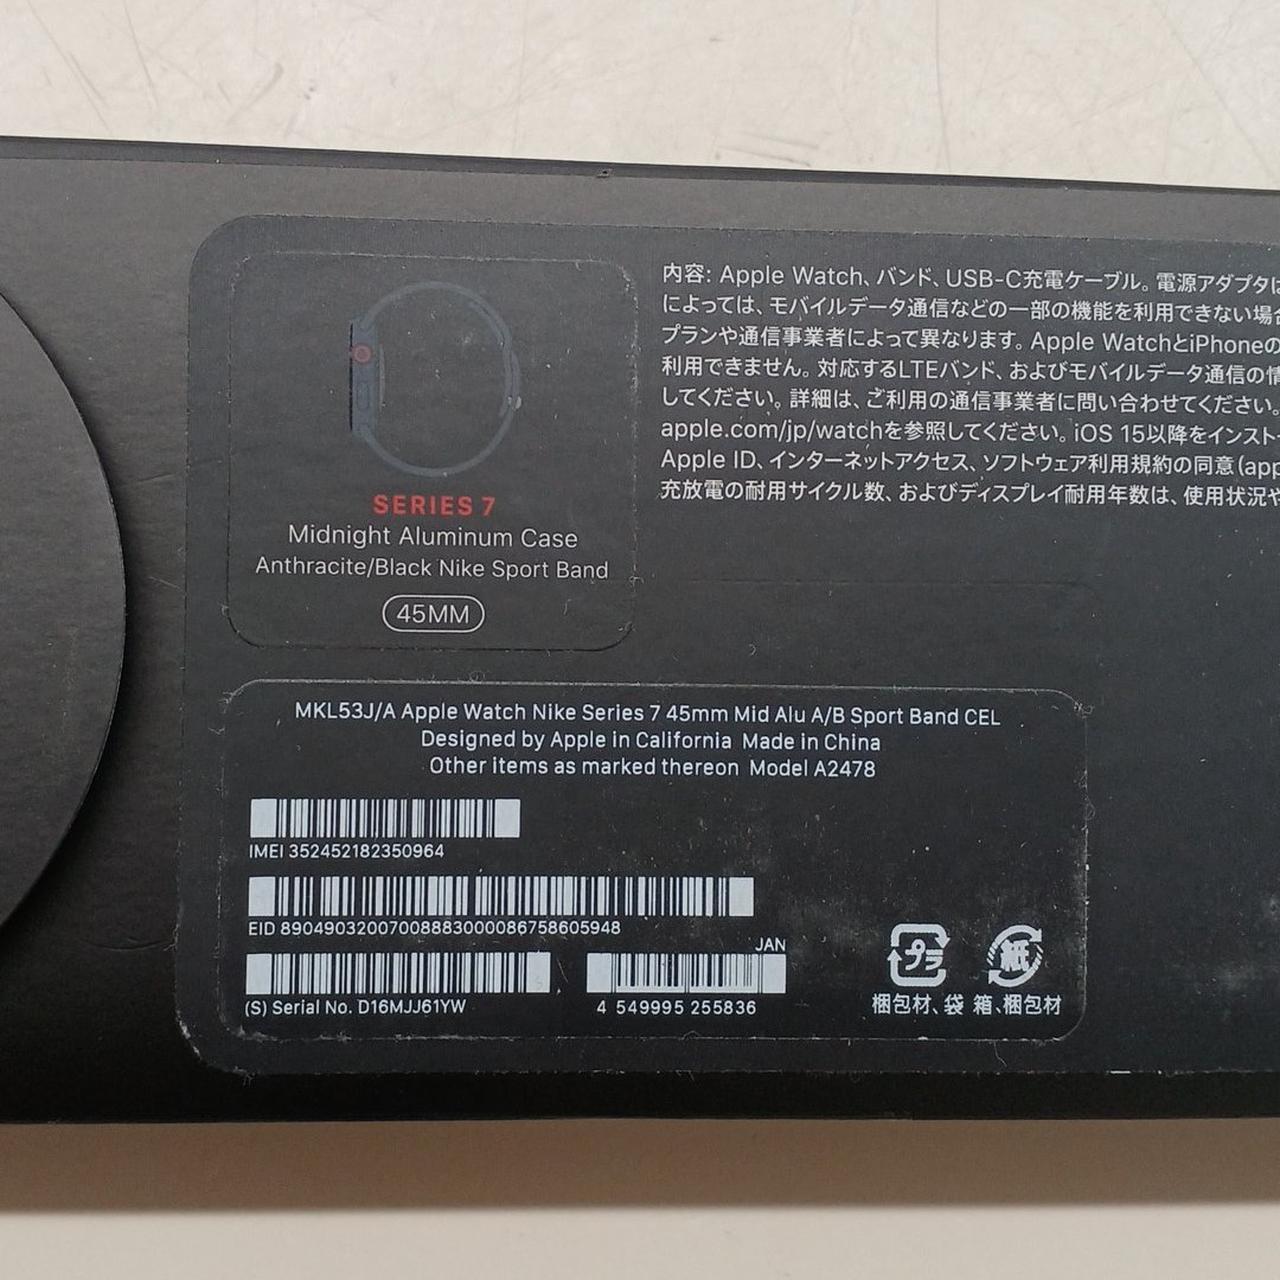 SERIES 7
Midnight Aluminum Case
Anthracite/Black Nike Sport Band
45MM
内容: Apple Watch、バンド、USB-C充電ケーブル。電源アダプタは
によっては、モバイルデータ通信などの一部の機能を利用できない場合
プランや通信事業者によって異なります。Apple WatchとiPhoneの
利用できません。対応するLTEバンド、およびモバイルデータ通信の情
してください。詳細は、ご利用の通信事業者に問い合わせてください。
apple.com/jp/watchを参照してください。iOS 15以降をインストー
Apple ID、インターネットアクセス、ソフトウェア利用規約の同意(app
充放電の耐用サイクル数、およびディスプレイ耐用年数は、使用状況や
MKL53J/A Apple Watch Nike Series 7 45mm Mid Alu A/B Sport Band CEL
Designed by Apple in California Made in China
Other items as marked thereon Model A2478
IMEI 352452182350964
EID 89049032007008883000086758605948
JAN
(S) Serial No. D16MJJ61YW
4 549995 255836
プラ
紙
梱包材、袋 箱、梱包材